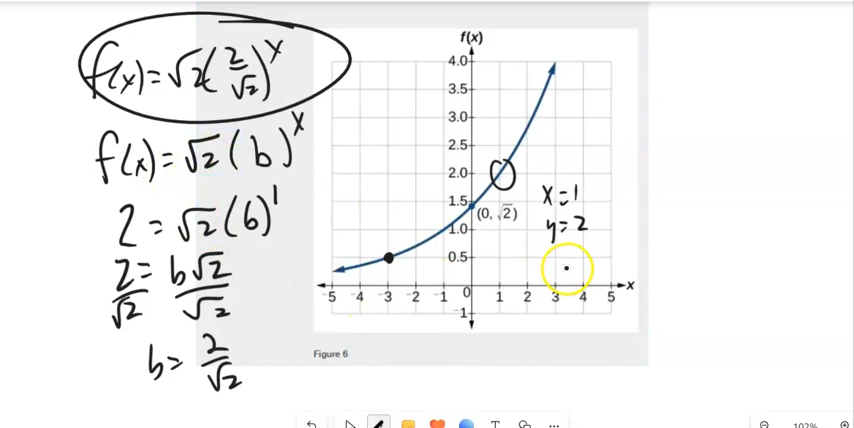 f(x) = √2(2/√2)^x
f(x) = √2(b)^x
2 = √2(b)^1
2/√2 = b√2/√2
b = 2/√2
f(x)
4.0
3.5
3.0
2.5
2.0
1.5
1.0
0.5
(0, √2)
x = 1
y = 2
-5 -4 -3 -2 -1 0 1 2 3 4 5 x
-1
Figure 6
T
102%